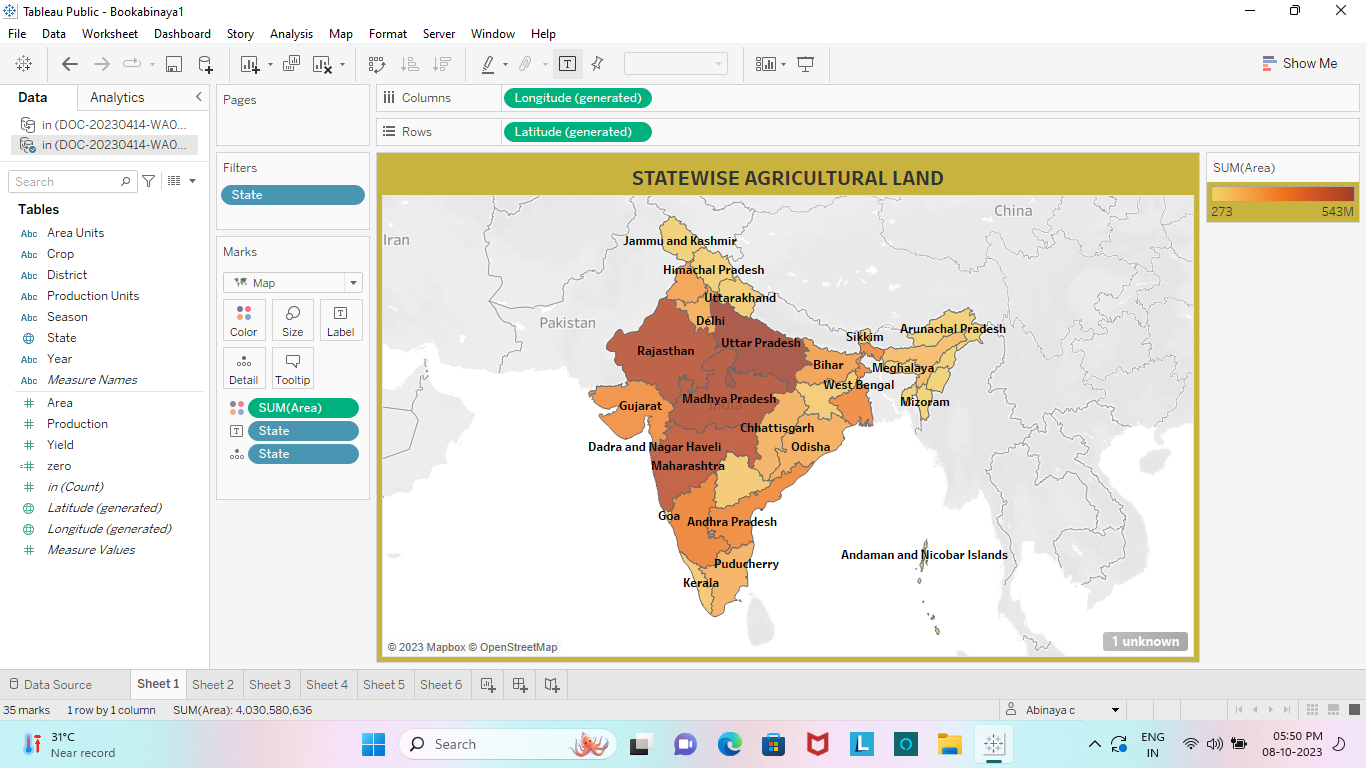 Tableau Public - Bookabinaya1
File Data Worksheet Dashboard Story Analysis Map Format Server Window Help
Show Me
Data Analytics
in (DOC-20230414-WA0...
in (DOC-20230414-WA0...
Search
Tables
Abc Area Units
Abc Crop
Abc District
Abc Production Units
Abc Season
State
Abc Year
Abc Measure Names
Area
Production
Yield
zero
in (Count)
Latitude (generated)
Longitude (generated)
Measure Values
Pages
Filters
State
Marks
Map
Color Size Label
Detail Tooltip
SUM(Area)
State
State
Columns Longitude (generated)
Rows Latitude (generated)
STATEWISE AGRICULTURAL LAND
China
Iran
Jammu and Kashmir
Himachal Pradesh
Uttarakhand
Pakistan
Delhi
Arunachal Pradesh
Sikkim
Uttar Pradesh
Rajasthan
Bihar
Meghalaya
West Bengal
Madhya Pradesh
India
Mizoram
Gujarat
Chhattisgarh
Dadra and Nagar Haveli
Odisha
Maharashtra
Goa
Andhra Pradesh
Andaman and Nicobar Islands
Puducherry
Kerala
© 2023 Mapbox © OpenStreetMap
1 unknown
SUM(Area)
273 543M
Data Source Sheet 1 Sheet 2 Sheet 3 Sheet 4 Sheet 5 Sheet 6
35 marks 1 row by 1 column SUM(Area): 4,030,580,636
Abinaya c
31°C
Near record
Search
ENG
IN
05:50 PM
08-10-2023